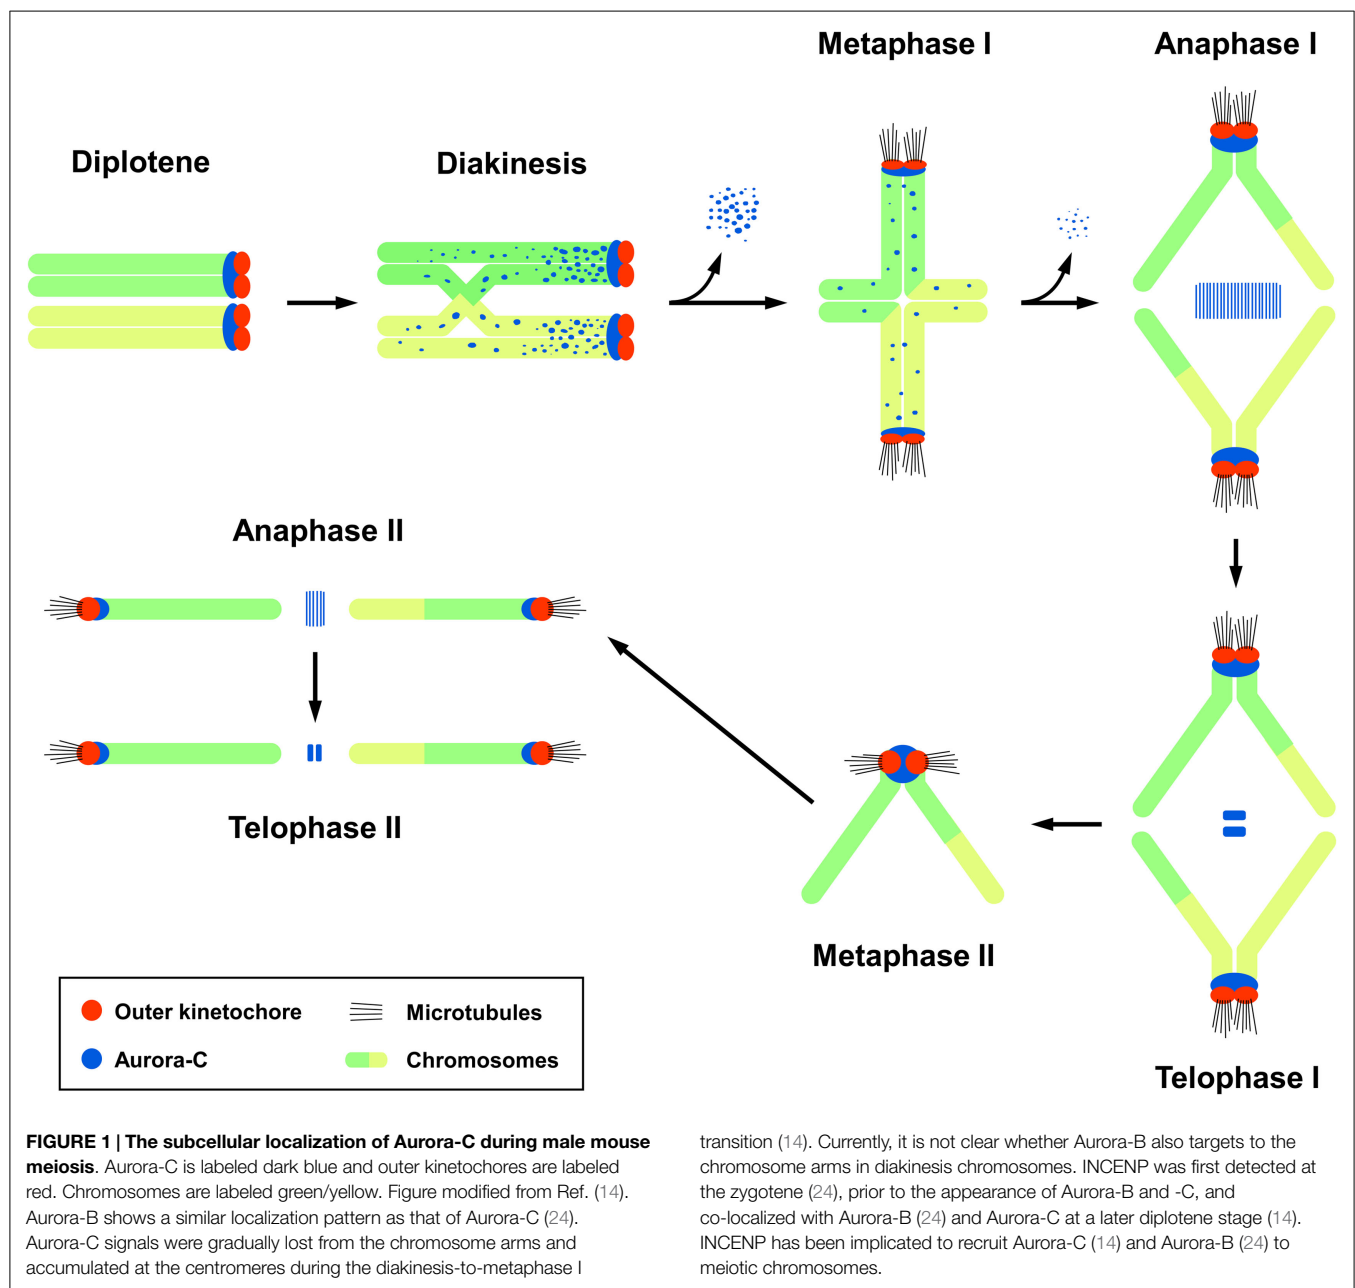 Metaphase I
Anaphase I
Diplotene
Diakinesis
Anaphase II
Telophase II
Metaphase II
Telophase I
Outer kinetochore
Microtubules
Aurora-C
Chromosomes
FIGURE 1 | The subcellular localization of Aurora-C during male mouse
meiosis. Aurora-C is labeled dark blue and outer kinetochores are labeled
red. Chromosomes are labeled green/yellow. Figure modified from Ref. (14).
Aurora-B shows a similar localization pattern as that of Aurora-C (24).
Aurora-C signals were gradually lost from the chromosome arms and
accumulated at the centromeres during the diakinesis-to-metaphase I
transition (14). Currently, it is not clear whether Aurora-B also targets to the
chromosome arms in diakinesis chromosomes. INCENP was first detected at
the zygotene (24), prior to the appearance of Aurora-B and -C, and
co-localized with Aurora-B (24) and Aurora-C at a later diplotene stage (14).
INCENP has been implicated to recruit Aurora-C (14) and Aurora-B (24) to
meiotic chromosomes.